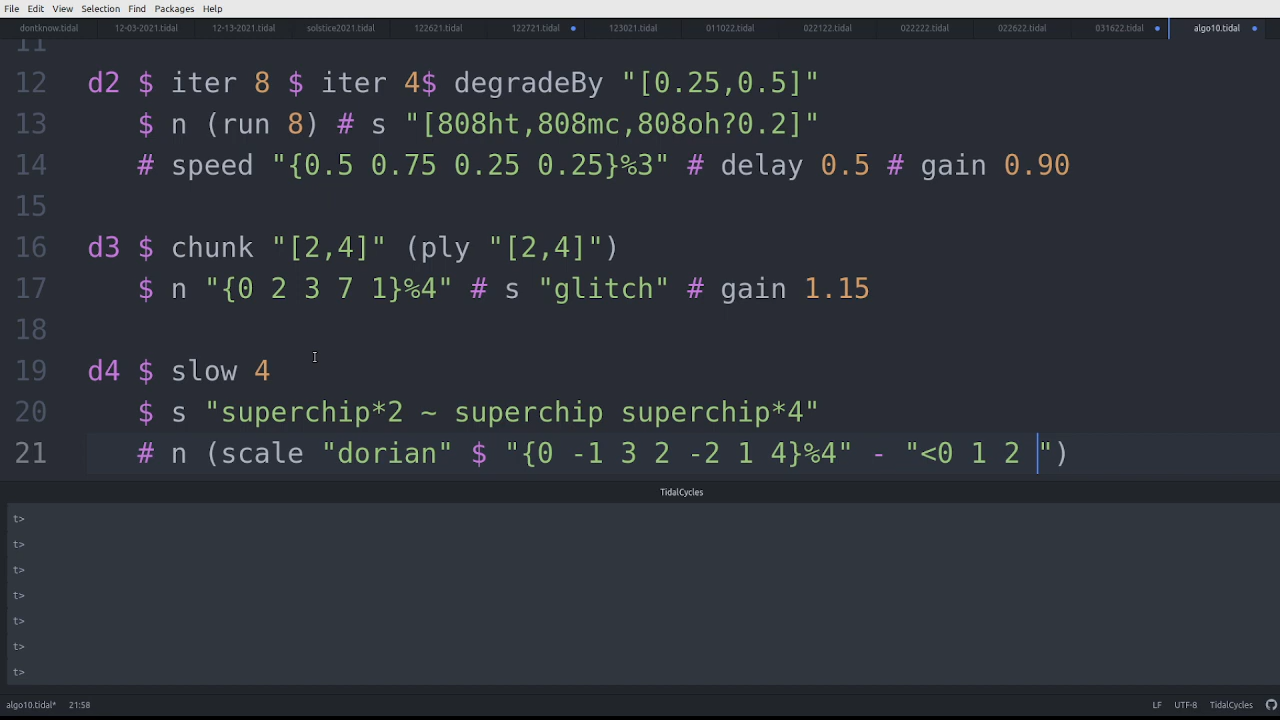 File Edit View Selection Find Packages Help
dontknow.tidal 12-03-2021.tidal 12-13-2021.tidal solstice2021.tidal 122621.tidal 122721.tidal 123021.tidal 011022.tidal 022122.tidal 022222.tidal 022622.tidal 031622.tidal algo10.tidal
11
12 d2 $ iter 8 $ iter 4$ degradeBy "[0.25,0.5]"
13 $ n (run 8) # s "[808ht,808mc,808oh?0.2]"
14 # speed "{0.5 0.75 0.25 0.25}%3" # delay 0.5 # gain 0.90
15
16 d3 $ chunk "[2,4]" (ply "[2,4]")
17 $ n "{0 2 3 7 1}%4" # s "glitch" # gain 1.15
18
19 d4 $ slow 4
20 $ s "superchip*2 ~ superchip superchip*4"
21 # n (scale "dorian" $ "{0 -1 3 2 -2 1 4}%4" - "<0 1 2 ")
TidalCycles
t>
t>
t>
t>
t>
t>
t>
algo10.tidal* 21:58 LF UTF-8 TidalCycles